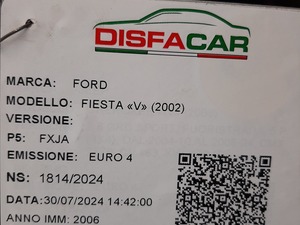 DISFACAR
MARCA: FORD
MODELLO: FIESTA «V» (2002)
VERSIONE:
P5: FXJA
EMISSIONE: EURO 4
NS: 1814/2024
DATA:30/07/2024 14:42:00
ANNO IMM: 2006